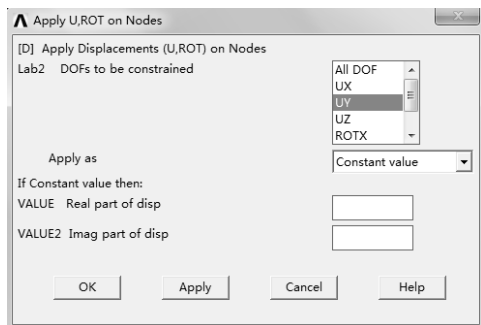 Apply U,ROT on Nodes
[D] Apply Displacements (U,ROT) on Nodes
Lab2 DOFs to be constrained
All DOF
UX
UY
UZ
ROTX
Apply as
Constant value
If Constant value then:
VALUE Real part of disp
VALUE2 Imag part of disp
OK Apply Cancel Help